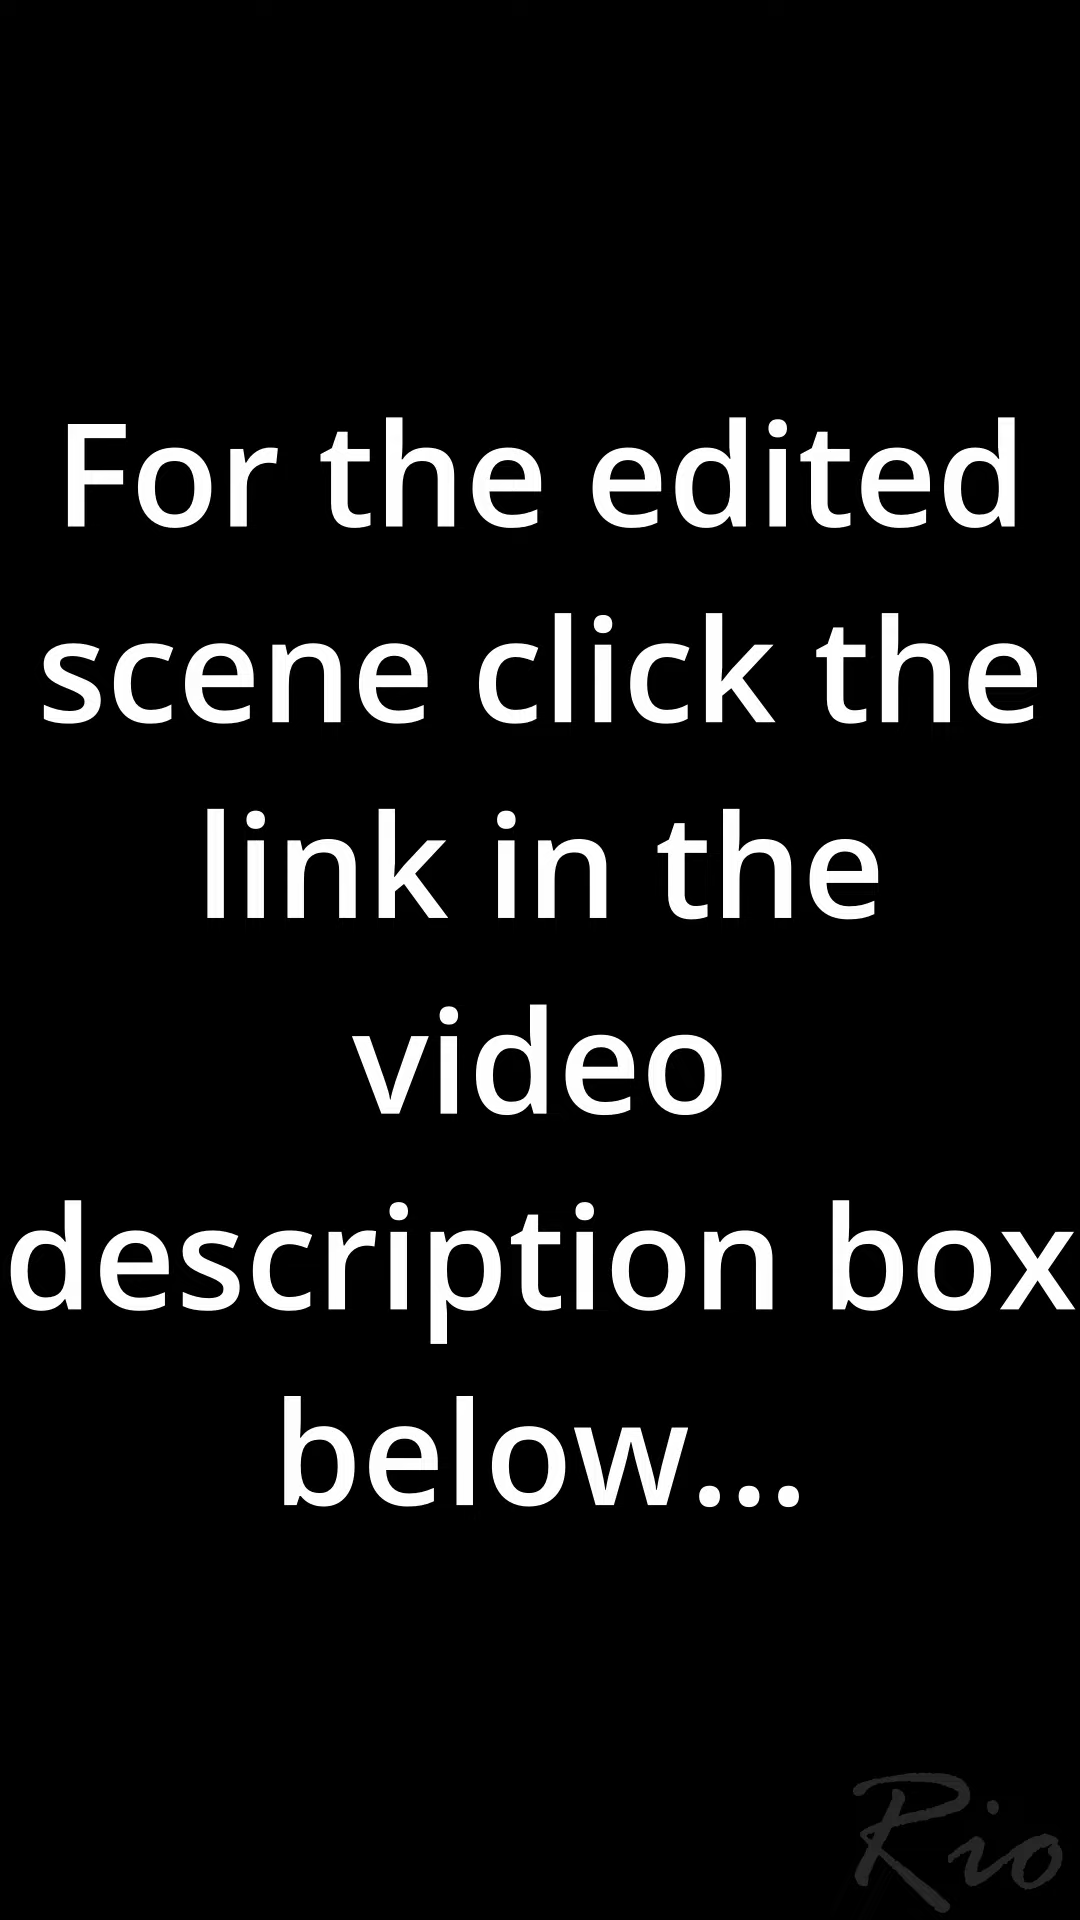 For the edited
scene click the
link in the
video
description box
below...
Rio